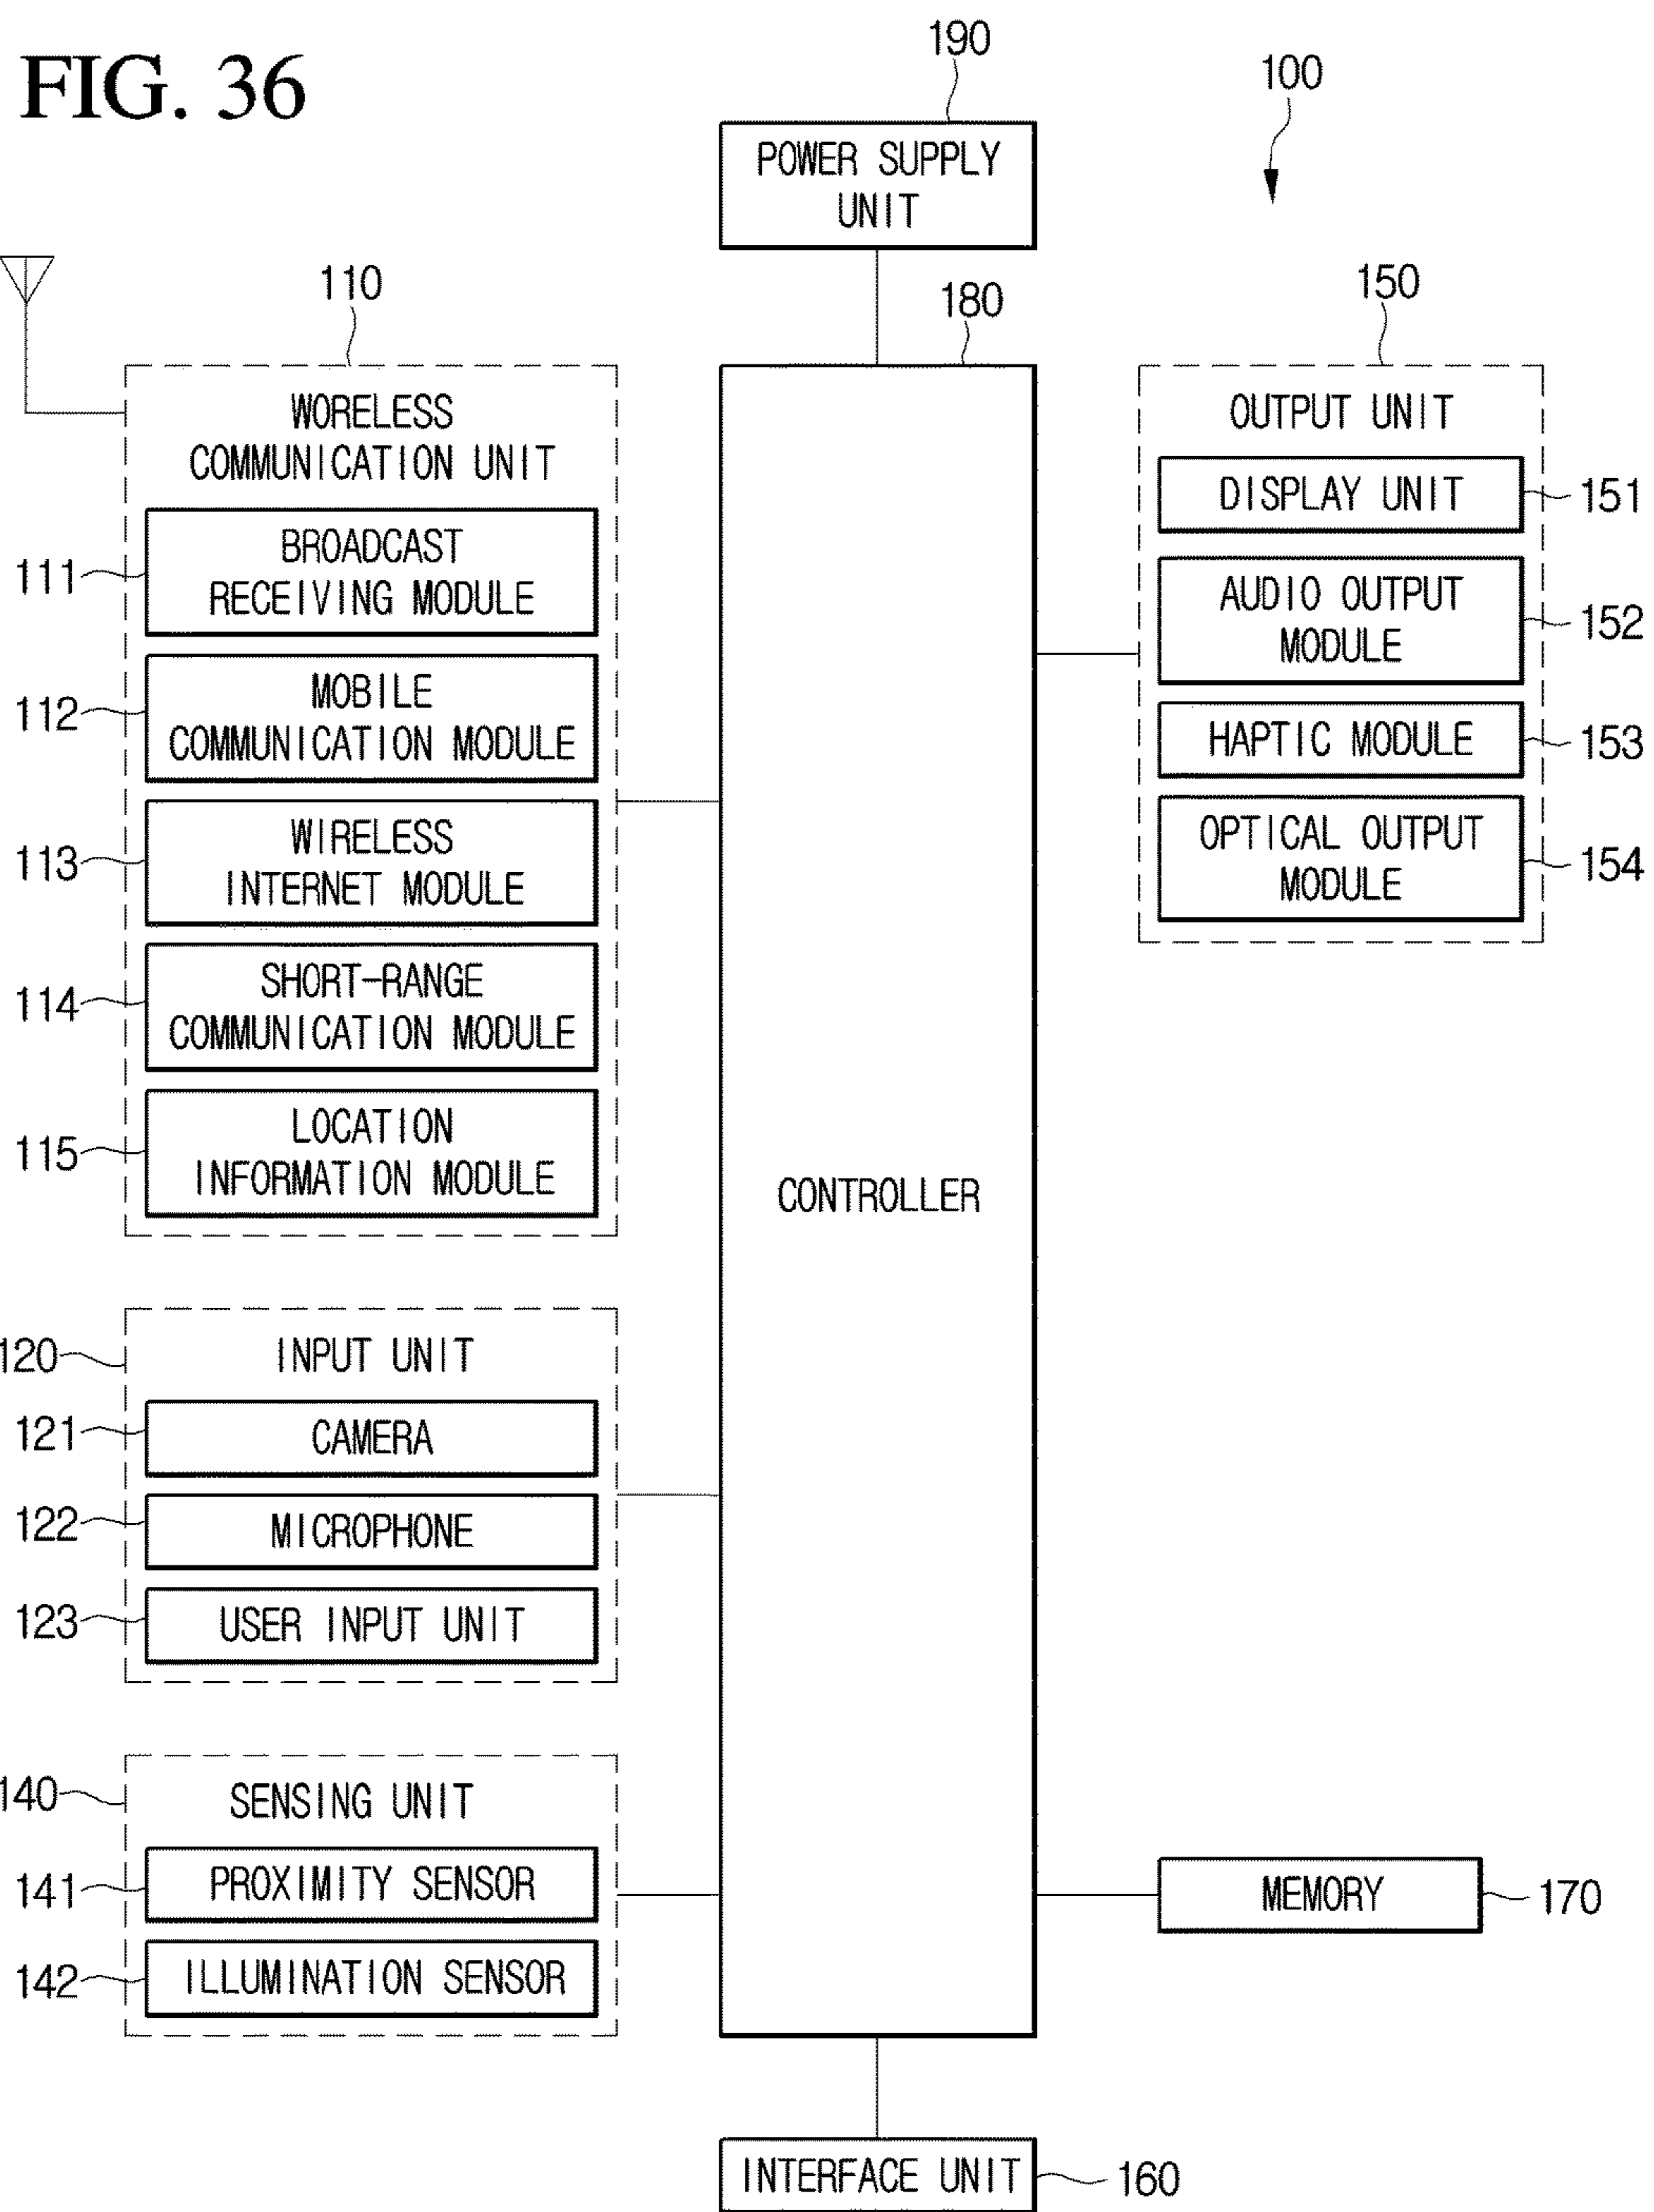 FIG. 36
190
100
POWER SUPPLY
UNIT
110
180
150
WORELESS
COMMUNICATION UNIT
111
BROADCAST
RECEIVING MODULE
112
MOBILE
COMMUNICATION MODULE
113
WIRELESS
INTERNET MODULE
114
SHORT-RANGE
COMMUNICATION MODULE
115
LOCATION
INFORMATION MODULE
120
INPUT UNIT
121
CAMERA
122
MICROPHONE
123
USER INPUT UNIT
140
SENSING UNIT
141
PROXIMITY SENSOR
142
ILLUMINATION SENSOR
CONTROLLER
OUTPUT UNIT
DISPLAY UNIT
151
AUDIO OUTPUT
MODULE
152
HAPTIC MODULE
153
OPTICAL OUTPUT
MODULE
154
MEMORY
170
INTERFACE UNIT
160